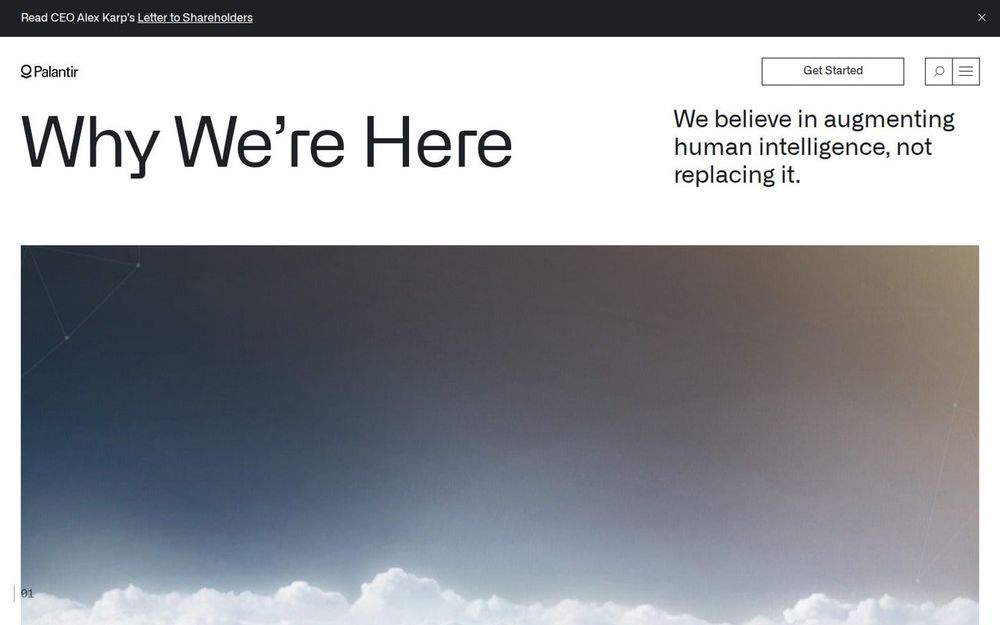 Read CEO Alex Karp's Letter to Shareholders
Palantir
Get Started
Why We’re Here
We believe in augmenting
human intelligence, not
replacing it.
01